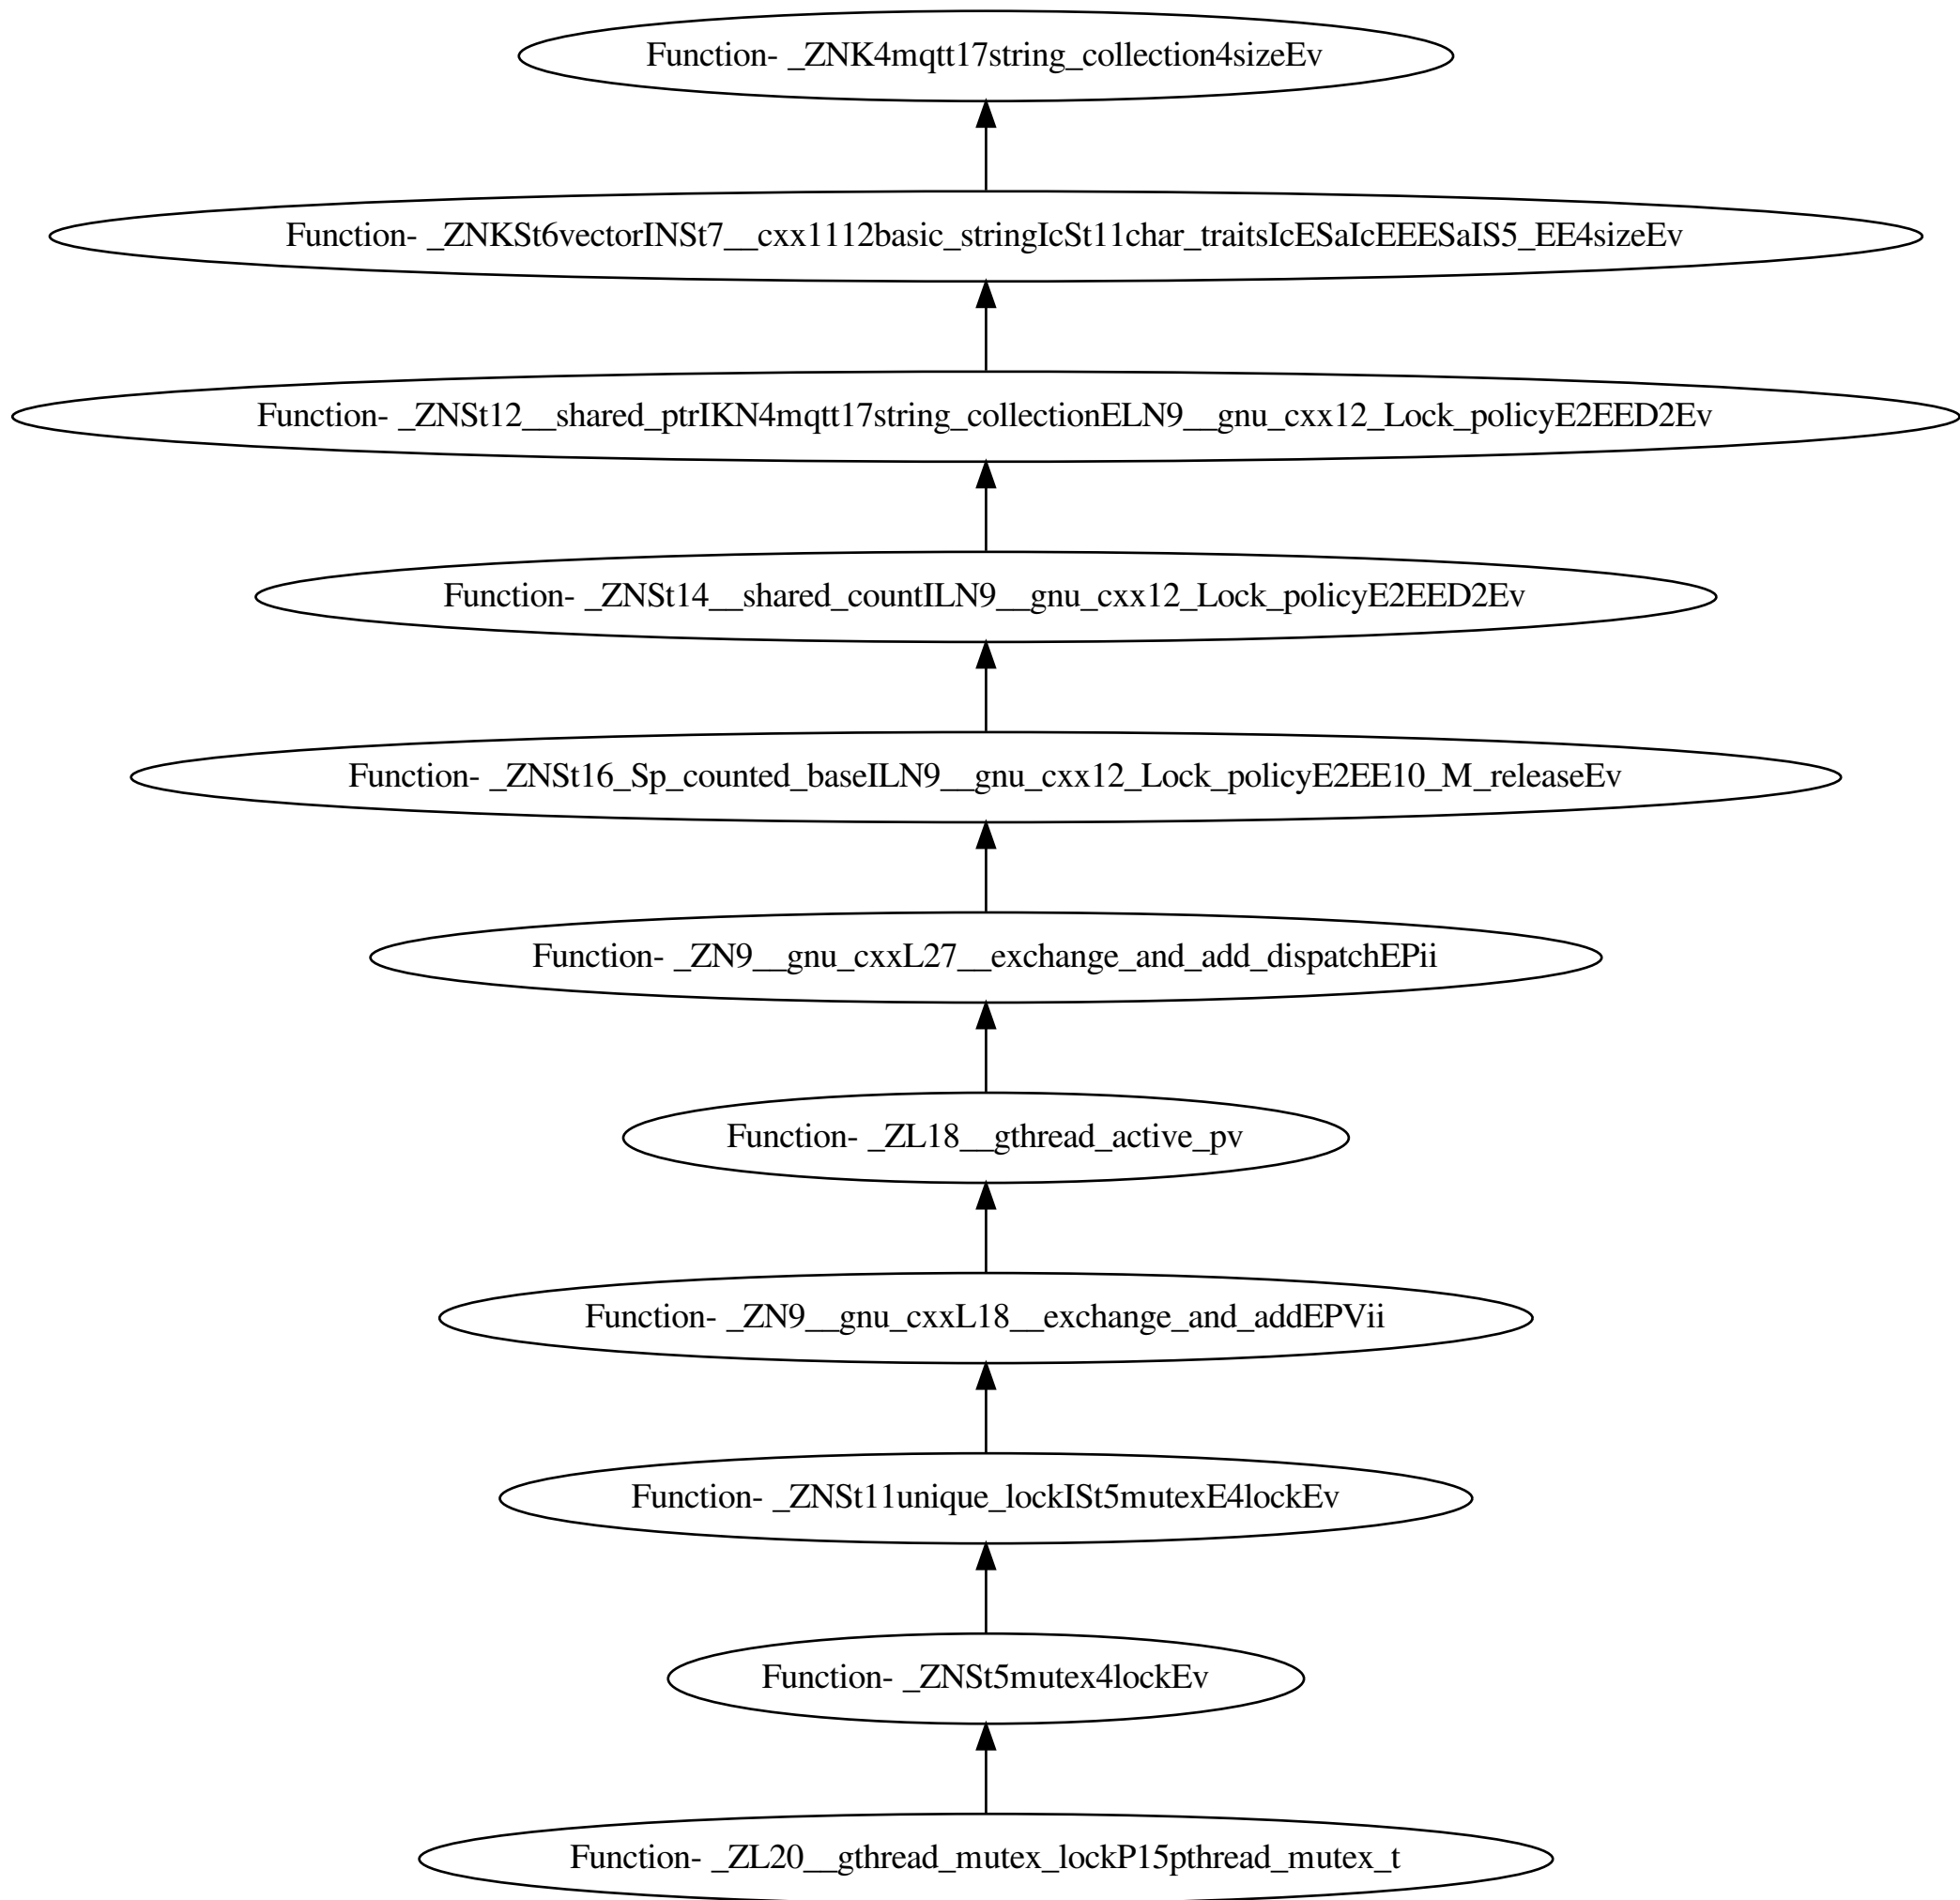 Function- _ZNK4mqtt17string_collection4sizeEv
Function- _ZNKSt6vectorINSt7__cxx1112basic_stringIcSt11char_traitsIcESaIcEEESaIS5_EE4sizeEv
Function- _ZNSt12__shared_ptrIKN4mqtt17string_collectionELN9__gnu_cxx12_Lock_policyE2EED2Ev
Function- _ZNSt14__shared_countILN9__gnu_cxx12_Lock_policyE2EED2Ev
Function- _ZNSt16_Sp_counted_baseILN9__gnu_cxx12_Lock_policyE2EE10_M_releaseEv
Function- _ZN9__gnu_cxxL27__exchange_and_add_dispatchEPii
Function- _ZL18__gthread_active_pv
Function- _ZN9__gnu_cxxL18__exchange_and_addEPVii
Function- _ZNSt11unique_lockISt5mutexE4lockEv
Function- _ZNSt5mutex4lockEv
Function- _ZL20__gthread_mutex_lockP15pthread_mutex_t